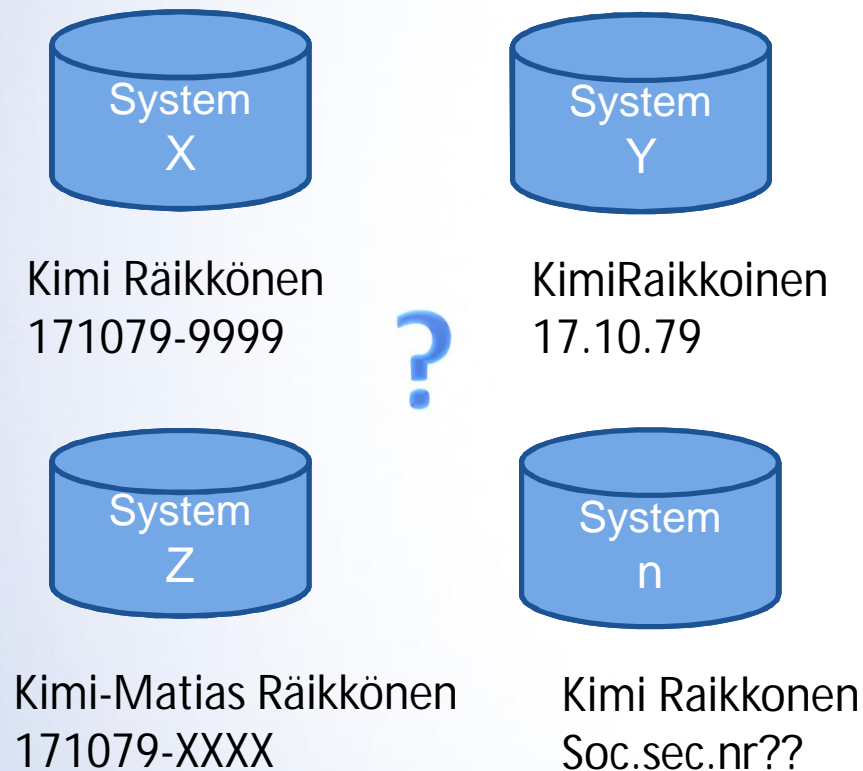 System
X
System
Y
Kimi Räikkönen
171079-9999
KimiRaikkoinen
17.10.79
?
System
Z
System
n
Kimi-Matias Räikkönen
171079-XXXX
Kimi Raikkonen
Soc.sec.nr??